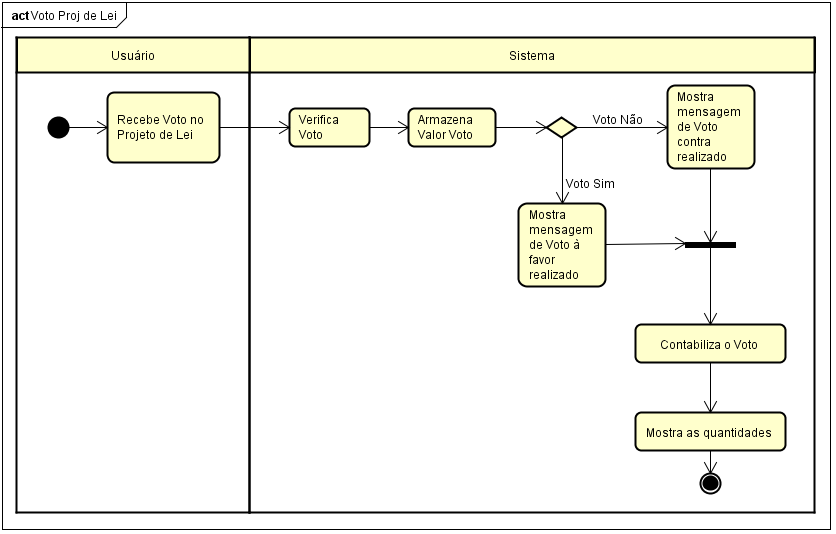 act Voto Proj de Lei
Usuário
Sistema
Recebe Voto no
Projeto de Lei
Verifica
Voto
Armazena
Valor Voto
Voto Não
Mostra
mensagem
de Voto
contra
realizado
Voto Sim
Mostra
mensagem
de Voto à
favor
realizado
Contabiliza o Voto
Mostra as quantidades